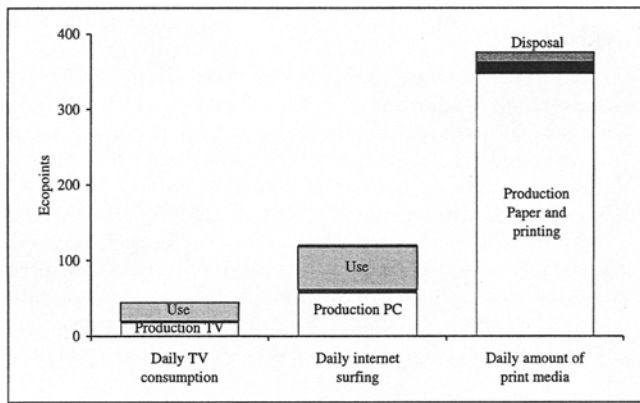 400
300
200
100
0
Ecopoints
Use
Production TV
Use
Production PC
Disposal
Production
Paper and
printing
Daily TV
consumption
Daily internet
surfing
Daily amount of
print media